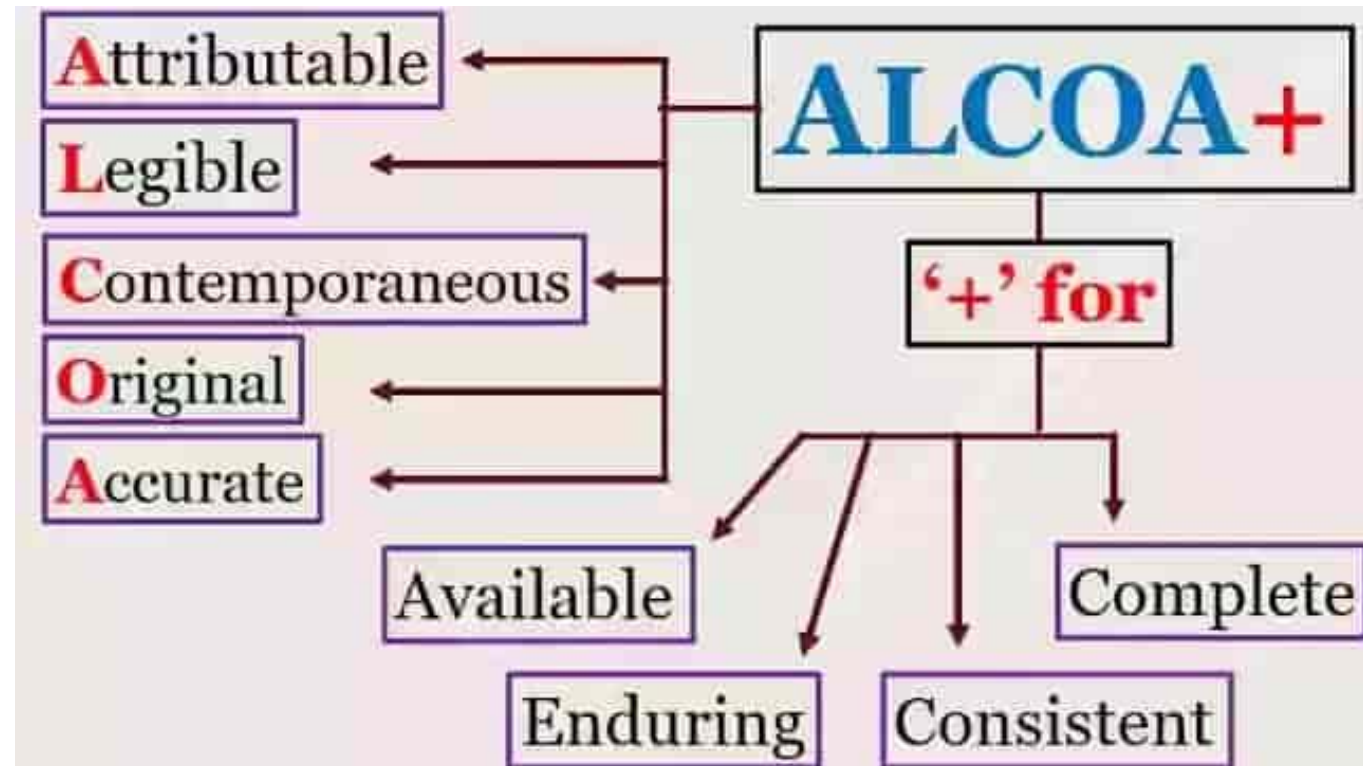 Attributable
Legible
Contemporaneous
Original
Accurate
ALCOA+
‘+’ for
Available
Enduring
Consistent
Complete